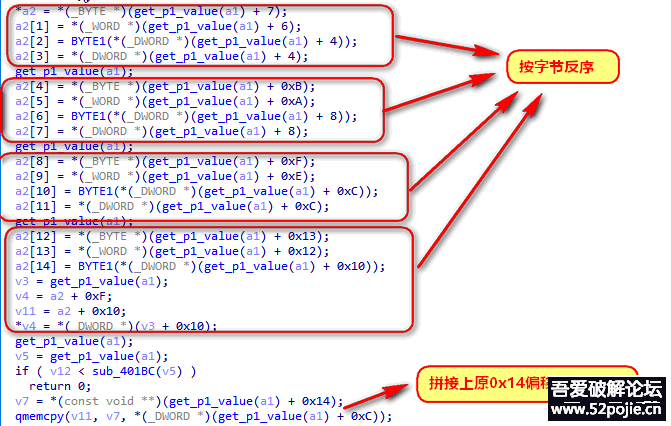 *a2 = *(_BYTE *)(get_p1_value(a1) + 7);
a2[1] = *(_WORD *)(get_p1_value(a1) + 6);
a2[2] = BYTE1(*(_DWORD *)(get_p1_value(a1) + 4));
a2[3] = *(_DWORD *)(get_p1_value(a1) + 4);
get_p1_value(a1);
a2[4] = *(_BYTE *)(get_p1_value(a1) + 0xB);
a2[5] = *(_WORD *)(get_p1_value(a1) + 0xA);
a2[6] = BYTE1(*(_DWORD *)(get_p1_value(a1) + 8));
a2[7] = *(_DWORD *)(get_p1_value(a1) + 8);
get_p1_value(a1);
a2[8] = *(_BYTE *)(get_p1_value(a1) + 0xF);
a2[9] = *(_WORD *)(get_p1_value(a1) + 0xE);
a2[10] = BYTE1(*(_DWORD *)(get_p1_value(a1) + 0xC));
a2[11] = *(_DWORD *)(get_p1_value(a1) + 0xC);
get_p1_value(a1);
a2[12] = *(_BYTE *)(get_p1_value(a1) + 0x13);
a2[13] = *(_WORD *)(get_p1_value(a1) + 0x12);
a2[14] = BYTE1(*(_DWORD *)(get_p1_value(a1) + 0x10));
v3 = get_p1_value(a1);
v4 = a2 + 0xF;
v11 = a2 + 0x10;
*v4 = *(_DWORD *)(v3 + 0x10);
get_p1_value(a1);
v5 = get_p1_value(a1);
if ( v12 < sub_401BC(v5) )
return 0;
v7 = *(const void **)(get_p1_value(a1) + 0x14);
qmemcpy(v11, v7, *(_DWORD *)(get_p1_value(a1) + 0xC));
按字节反序
拼接上原0x14偏移
吾爱破解论坛
www.52pojie.cn